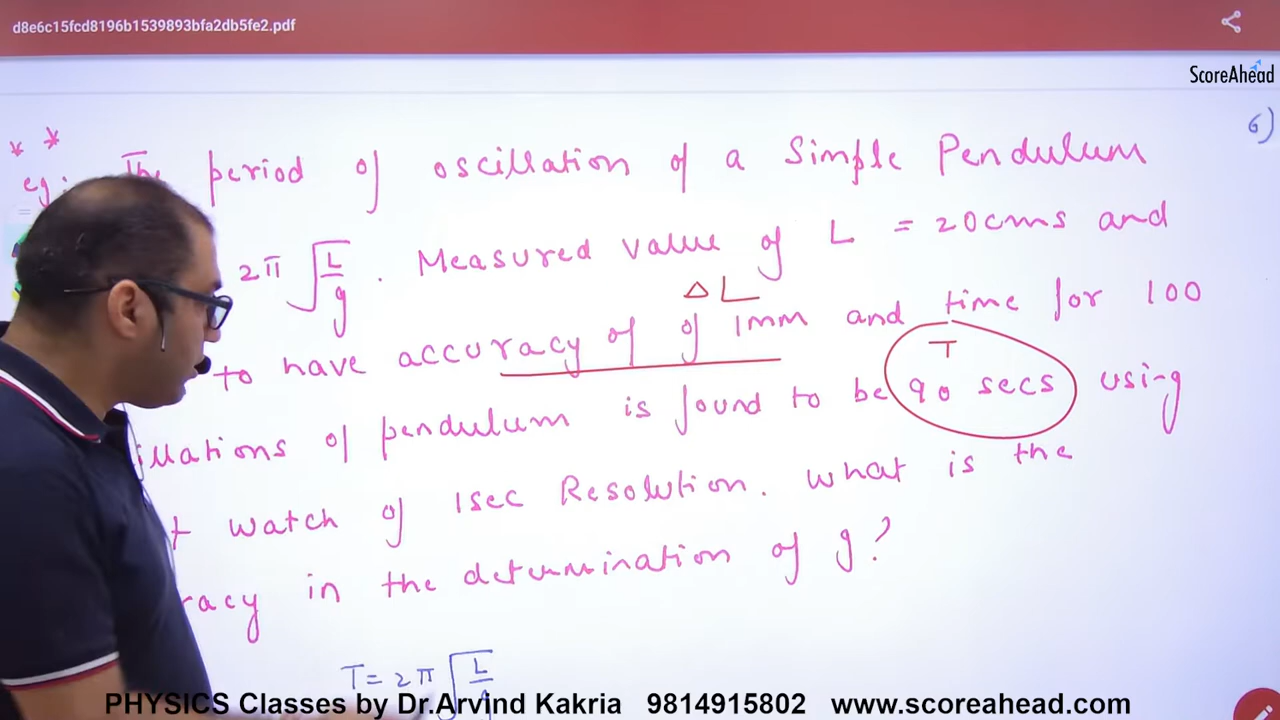 d8e6c15fcd8196b1539893bfa2db5fe2.pdf
ScoreAhead
6)
* *
eg: The period of oscillation of a Simple Pendulum
2π √L/g . Measured value of L = 20cms and
ΔL
to have accuracy of of 1mm and time for 100
T
illations of pendulum is found to be 90 secs using
t watch of 1sec Resolution. What is the
racy in the determination of g?
T = 2π √L/g
PHYSICS Classes by Dr.Arvind Kakria 9814915802 www.scoreahead.com